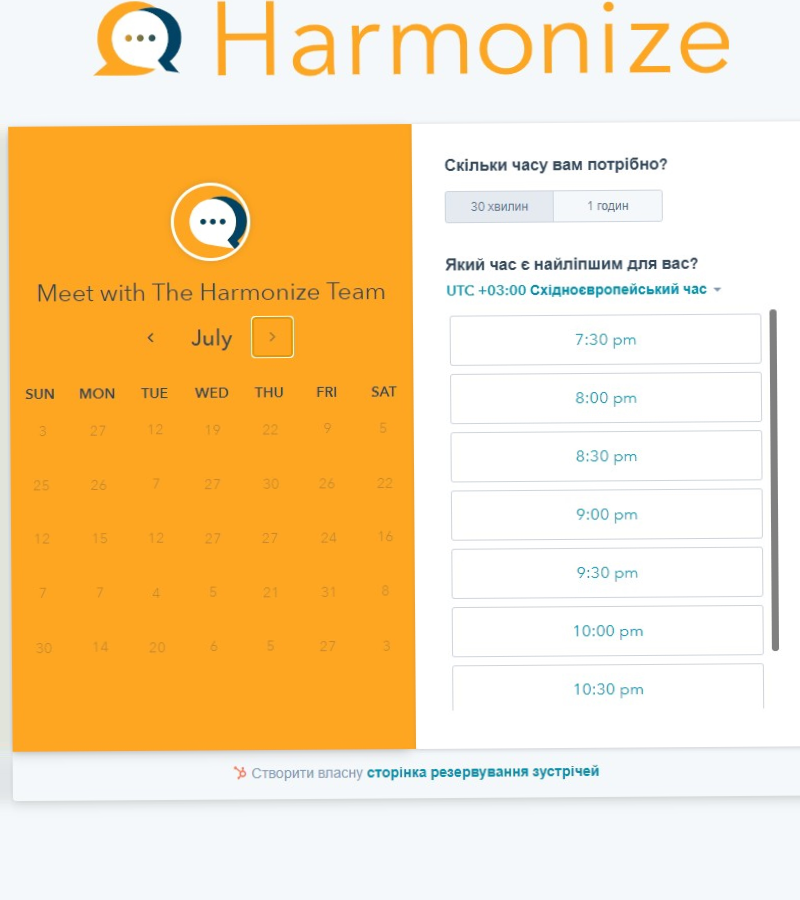 Harmonize
Meet with The Harmonize Team
July
SUN MON TUE WED THU FRI SAT
3 27 12 19 22 9 5
25 26 7 27 30 26 22
12 15 12 27 27 24 16
7 7 4 5 21 31 8
30 14 20 6 5 27 3
Скільки часу вам потрібно?
30 хвилин 1 годин
Який час є найліпшим для вас?
UTC +03:00 Східноєвропейський час
7:30 pm
8:00 pm
8:30 pm
9:00 pm
9:30 pm
10:00 pm
10:30 pm
Створити власну сторінка резервування зустрічей